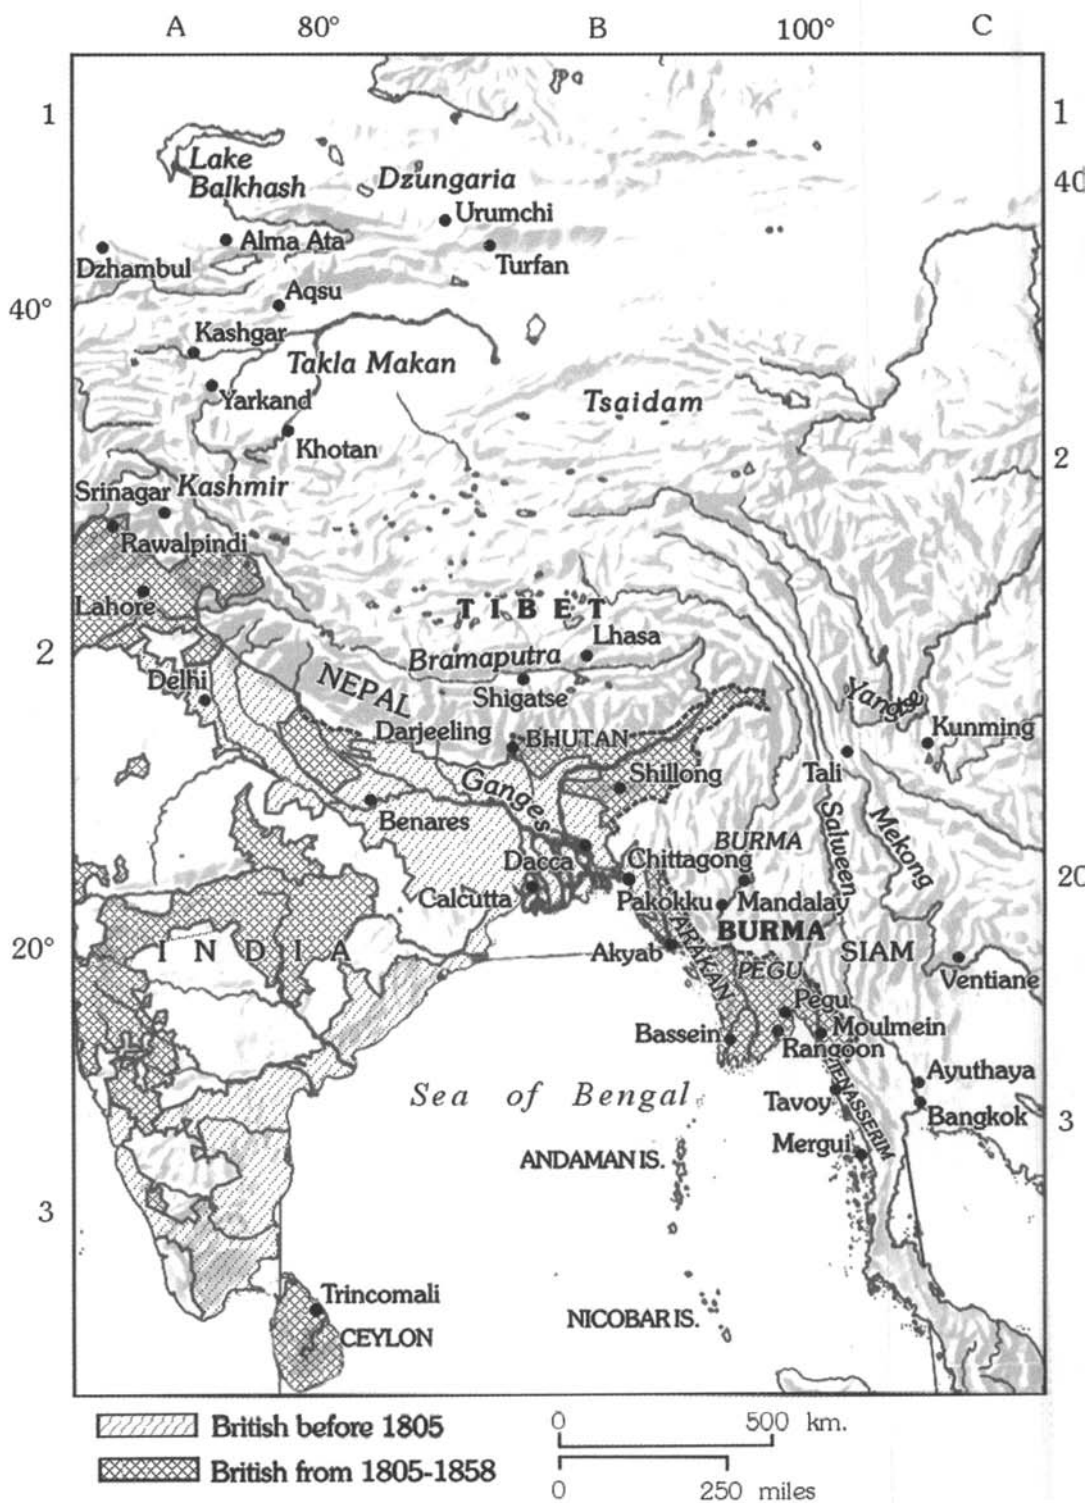 A 80° B 100° C
1 1
Lake
Balkhash
Dzungaria
40
Urumchi
Alma Ata
Dzhambul
Turfan
Aqsu
40°
Kashgar
Takla Makan
Yarkand
Tsaidam
Khotan
2
Srinagar
Kashmir
Rawalpindi
Lahore
TIBET
Lhasa
2
Bramaputra
Delhi
NEPAL
Shigatse
Yangtse
Darjeeling
BHUTAN
Kunming
Shillong
Tali
Ganges
Benares
Salween
Mekong
BURMA
Dacca
Chittagong
20
Calcutta
Pakokku
Mandalay
ARAKAN
BURMA
20°
INDIA
Akyab
SIAM
PEGU
Ventiane
Pegu
Bassein
Rangoon
Moulmein
TENASSERIM
Ayuthaya
Sea of Bengal
Tavoy
Bangkok
3
Mergui
ANDAMAN IS.
3
Trincomali
NICOBAR IS.
CEYLON
British before 1805
0 500 km.
British from 1805-1858
0 250 miles